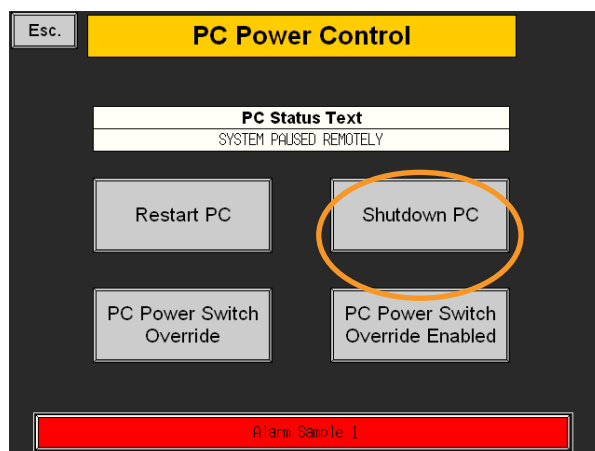 Esc.
PC Power Control
PC Status Text
SYSTEM PAUSED REMOTELY
Restart PC
Shutdown PC
PC Power Switch
Override
PC Power Switch
Override Enabled
Alarm Sample 1